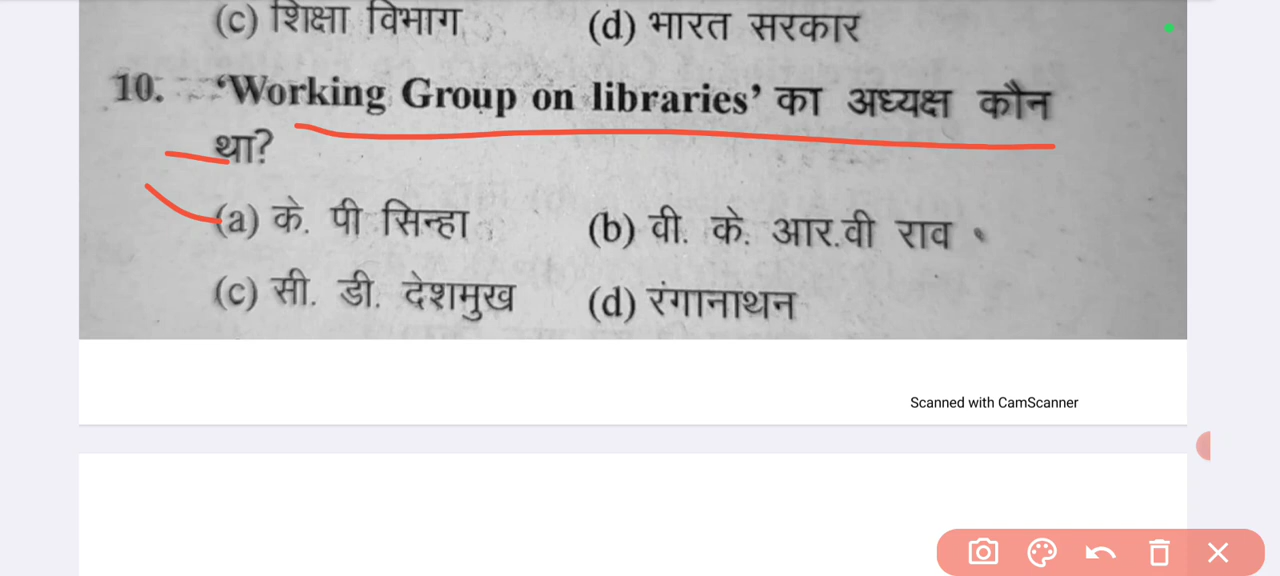 (c) शिक्षा विभाग (d) भारत सरकार
10. 'Working Group on libraries' का अध्यक्ष कौन
था?
(a) के. पी सिन्हा (b) वी. के. आर.वी राव
(c) सी. डी. देशमुख (d) रंगानाथन
Scanned with CamScanner